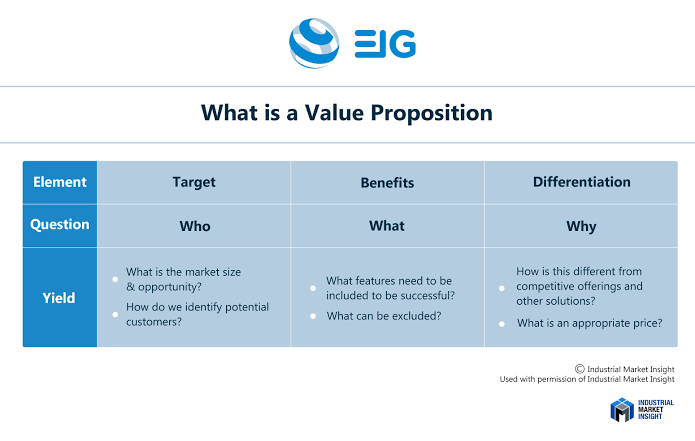 EIG
What is a Value Proposition
Element Target Benefits Differentiation
Question Who What Why
Yield
What is the market size
& opportunity?
How do we identify potential
customers?
What features need to be
included to be successful?
What can be excluded?
How is this different from
competitive offerings and
other solutions?
What is an appropriate price?
© Industrial Market Insight
Used with permission of Industrial Market Insight
INDUSTRIAL
MARKET
INSIGHT